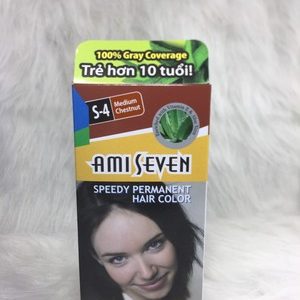 100% Gray Coverage
Trẻ hơn 10 tuổi!
S-4
Medium
Chestnut
AMI SEVEN
SPEEDY PERMANENT
HAIR COLOR